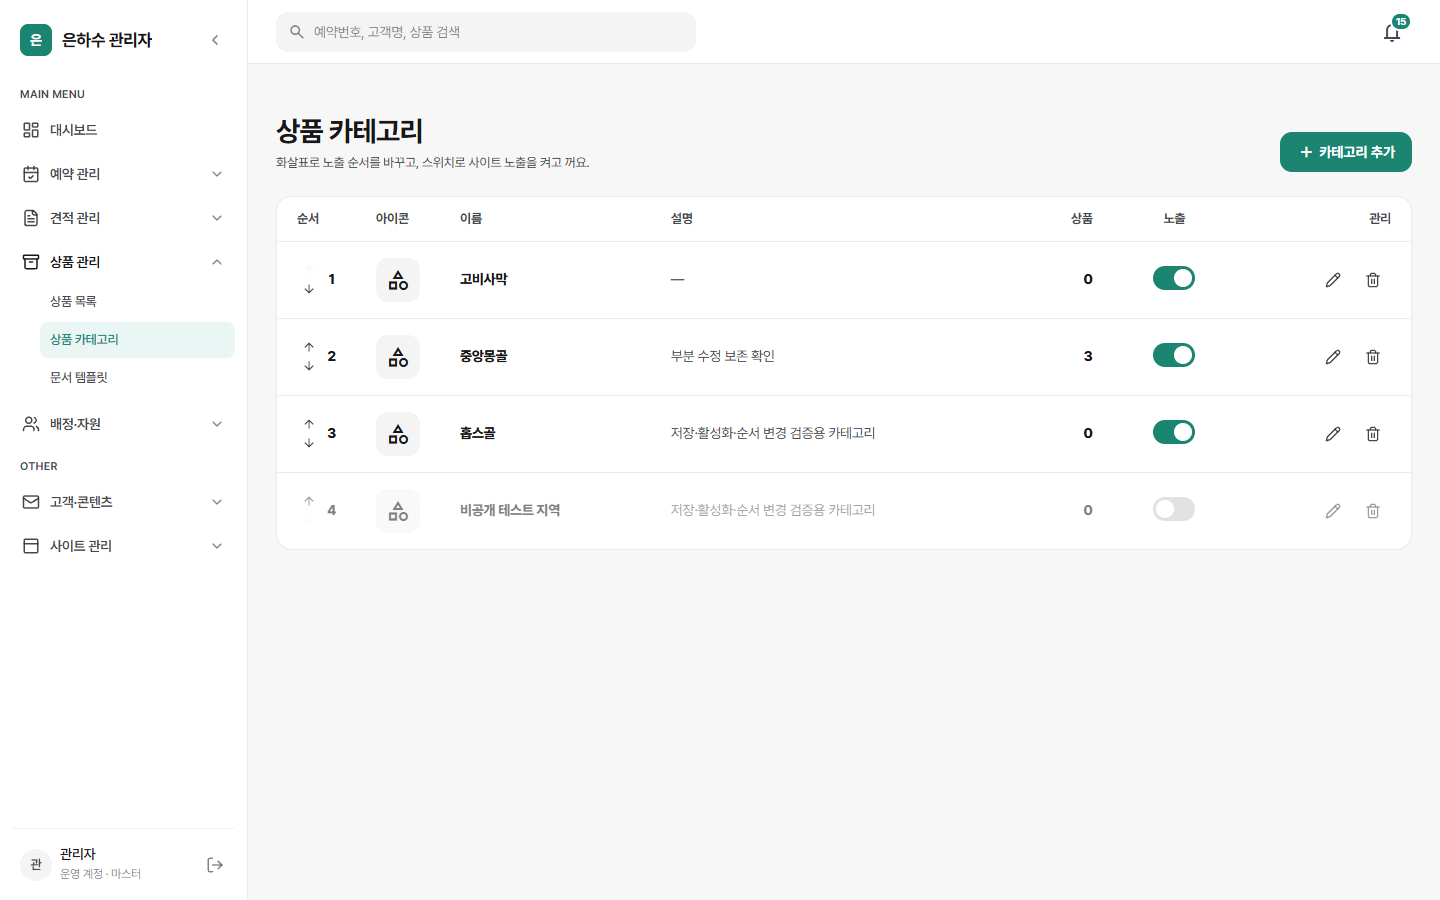 은 은하수 관리자
MAIN MENU
대시보드
예약 관리
견적 관리
상품 관리
상품 목록
상품 카테고리
문서 템플릿
배정·자원
OTHER
고객·콘텐츠
사이트 관리
관 관리자
운영 계정 · 마스터
예약번호, 고객명, 상품 검색
15
상품 카테고리
화살표로 노출 순서를 바꾸고, 스위치로 사이트 노출을 켜고 꺼요.
카테고리 추가
순서 아이콘 이름 설명 상품 노출 관리
1 고비사막 — 0
2 중앙몽골 부분 수정 보존 확인 3
3 홉스골 저장·활성화·순서 변경 검증용 카테고리 0
4 비공개 테스트 지역 저장·활성화·순서 변경 검증용 카테고리 0